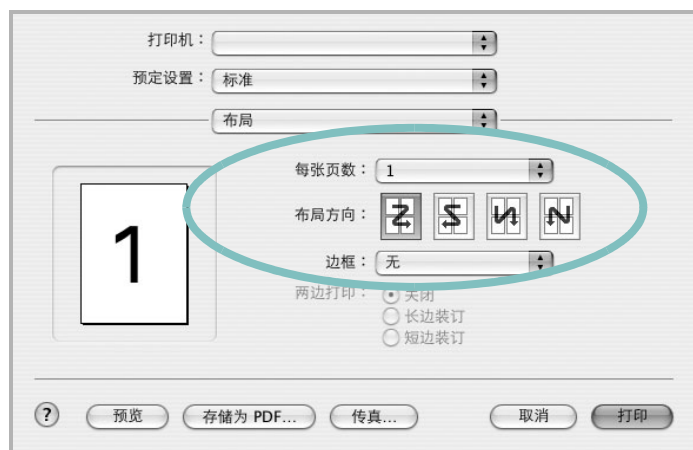 打印机：
预定设置： 标准
布局
每张页数： 1
布局方向：
边框： 无
两边打印： 关闭
长边装订
短边装订
1
? 预览 存储为 PDF... 传真... 取消 打印